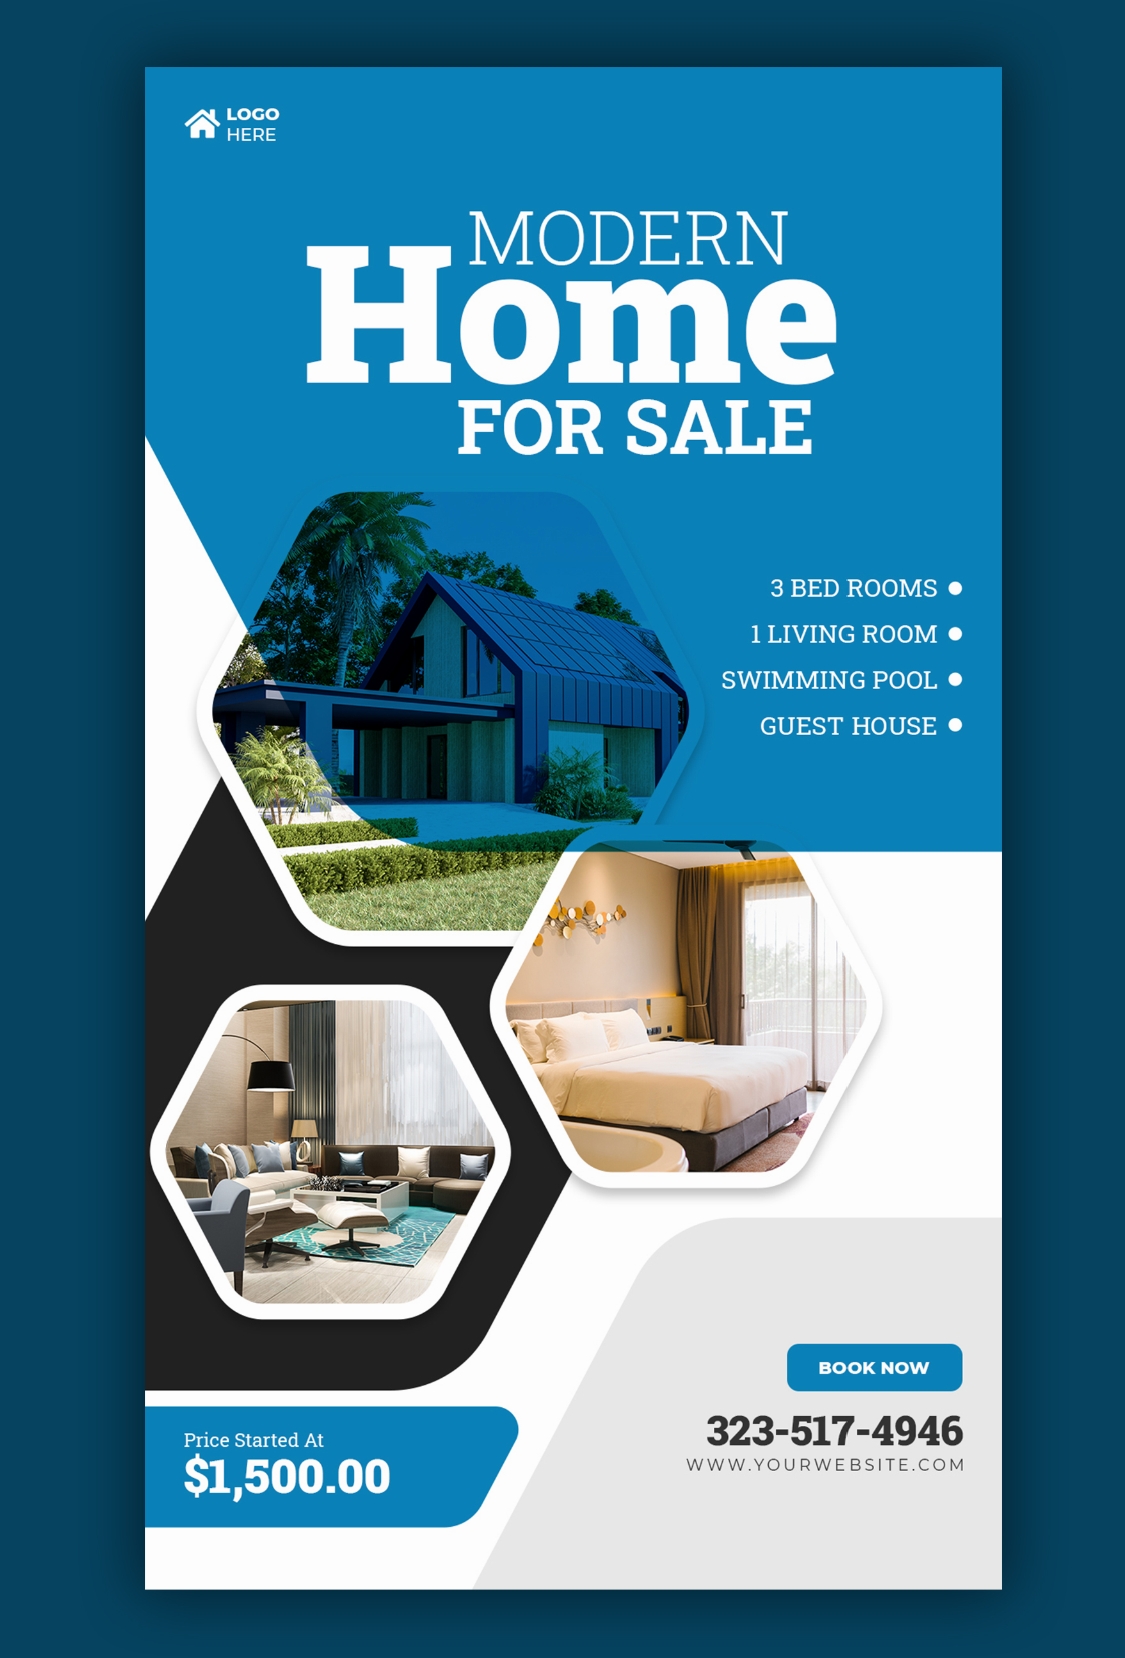 LOGO
HERE
MODERN
Home
FOR SALE
3 BED ROOMS
1 LIVING ROOM
SWIMMING POOL
GUEST HOUSE
BOOK NOW
323-517-4946
WWW.YOURWEBSITE.COM
Price Started At
$1,500.00